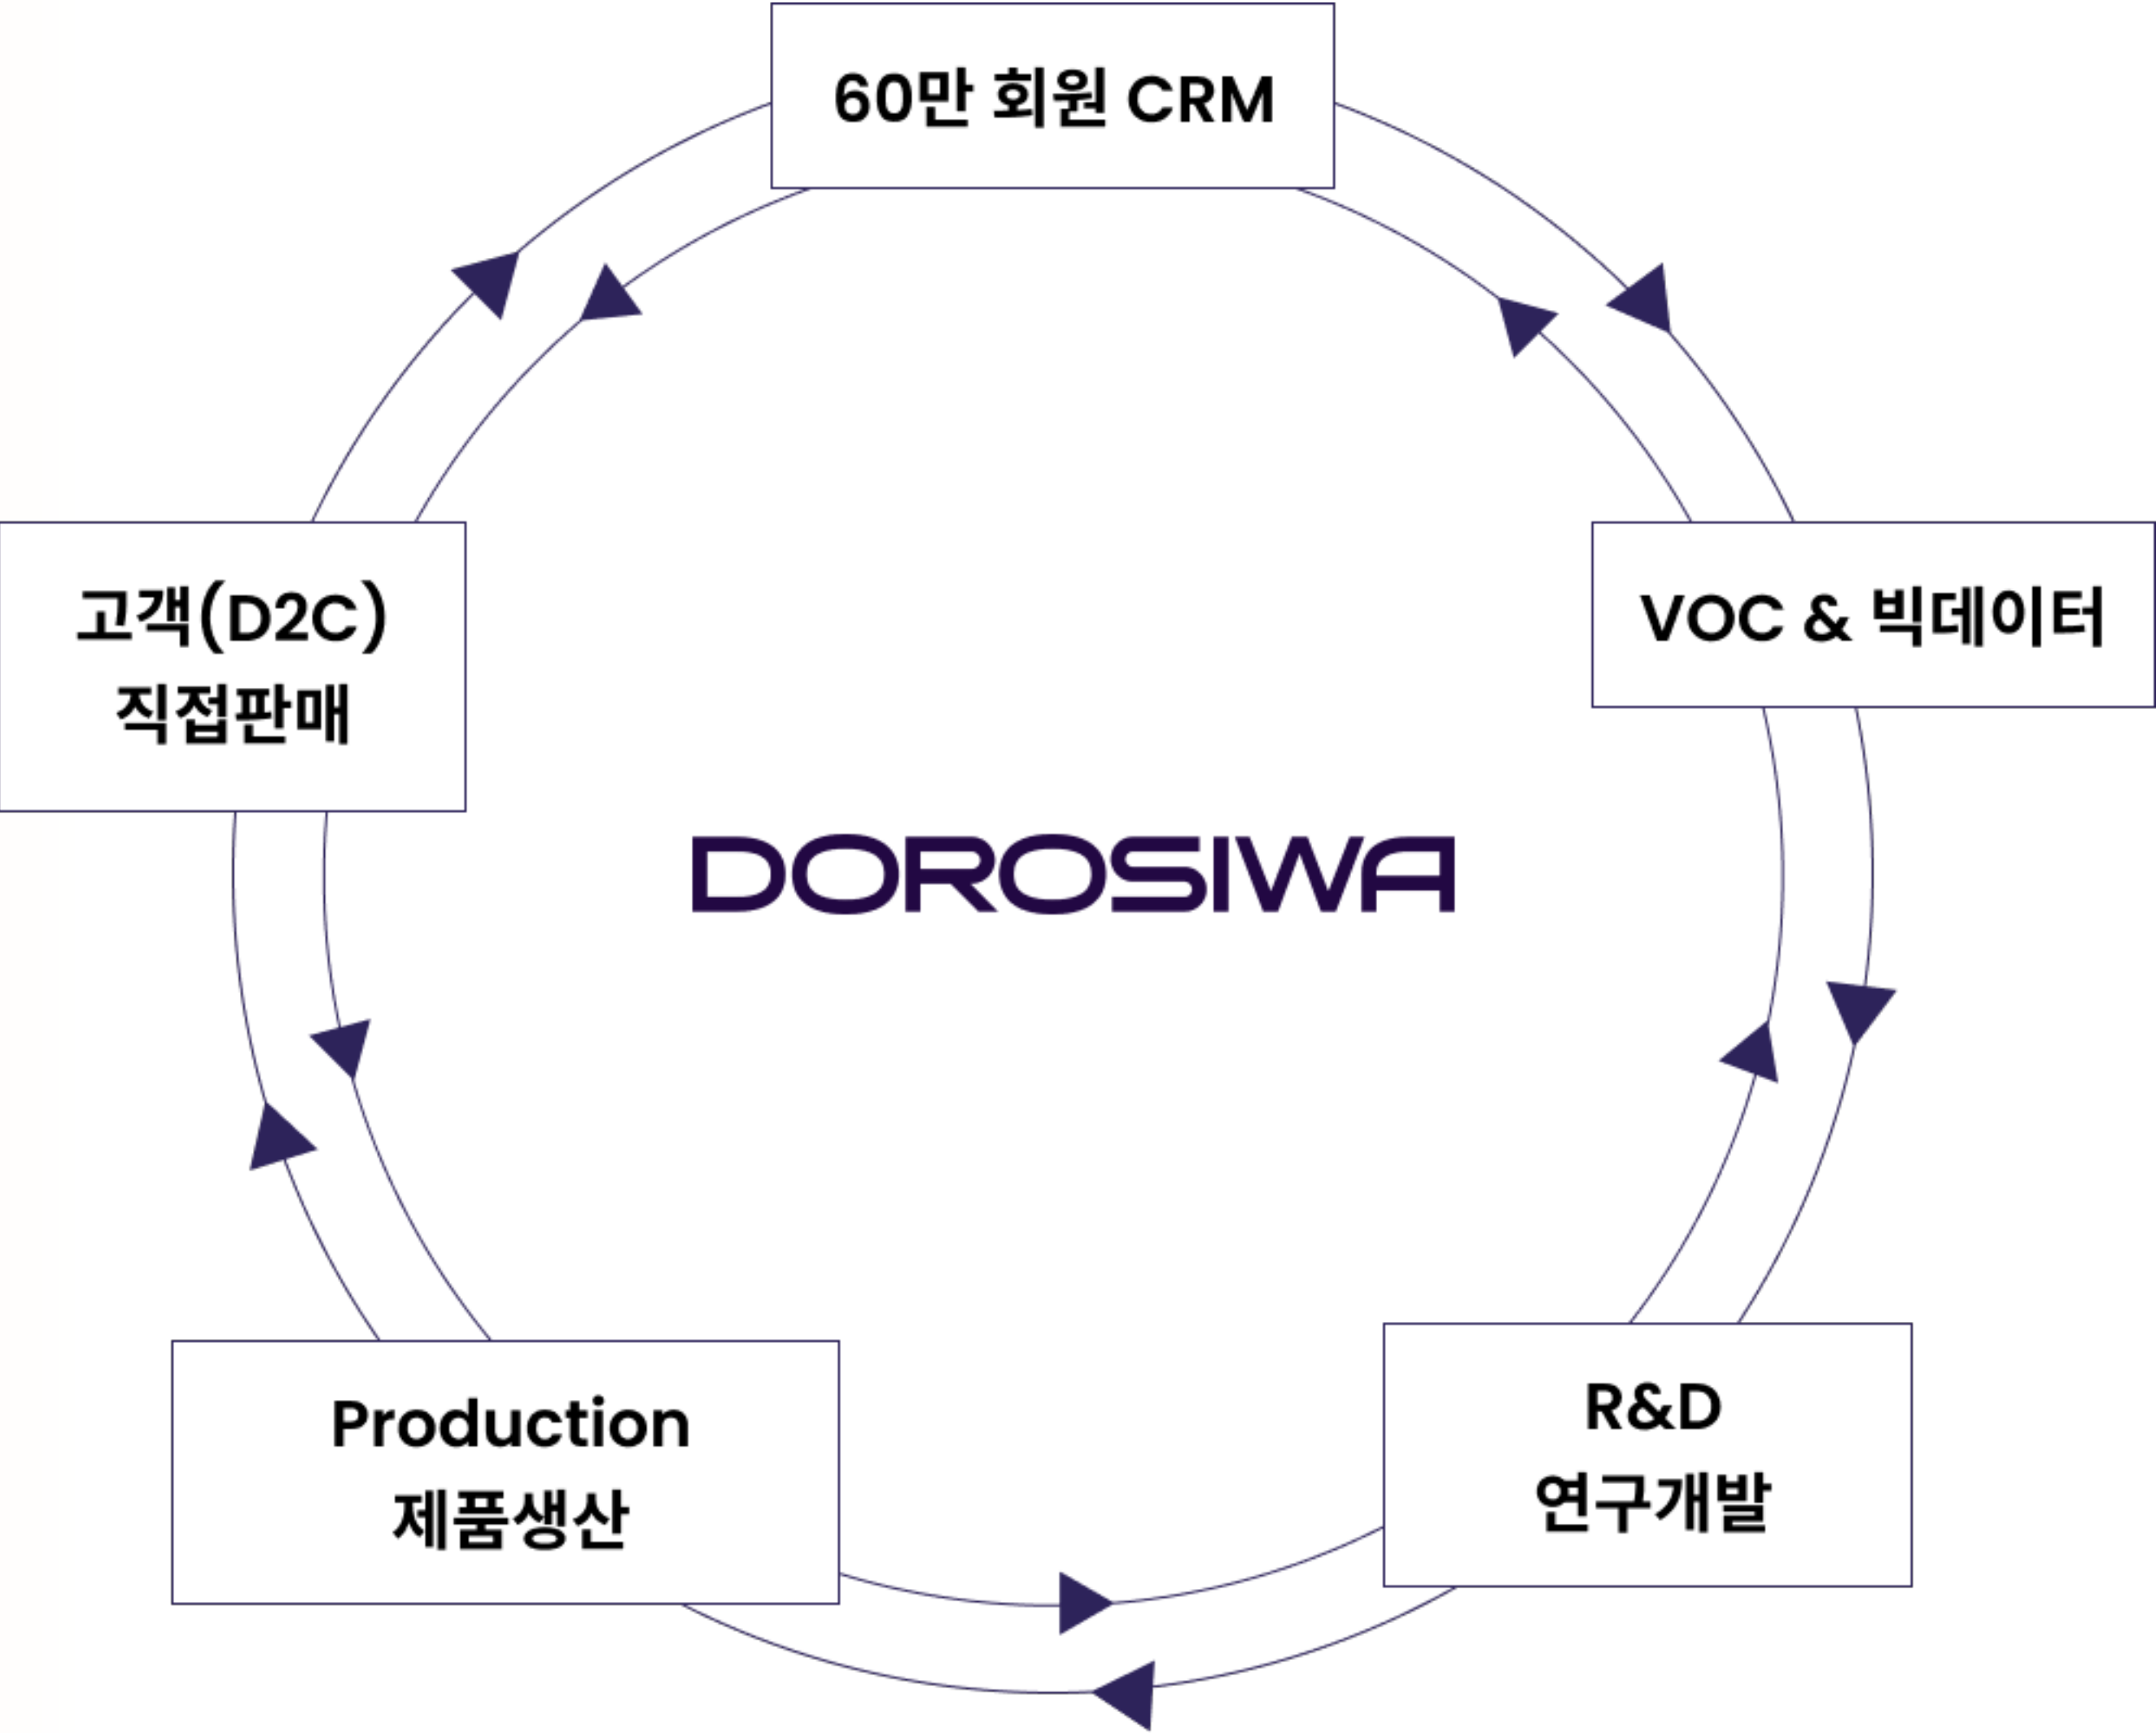 60만 회원 CRM
고객(D2C)
직접판매
VOC & 빅데이터
DOROSIWA
Production
제품생산
R&D
연구개발